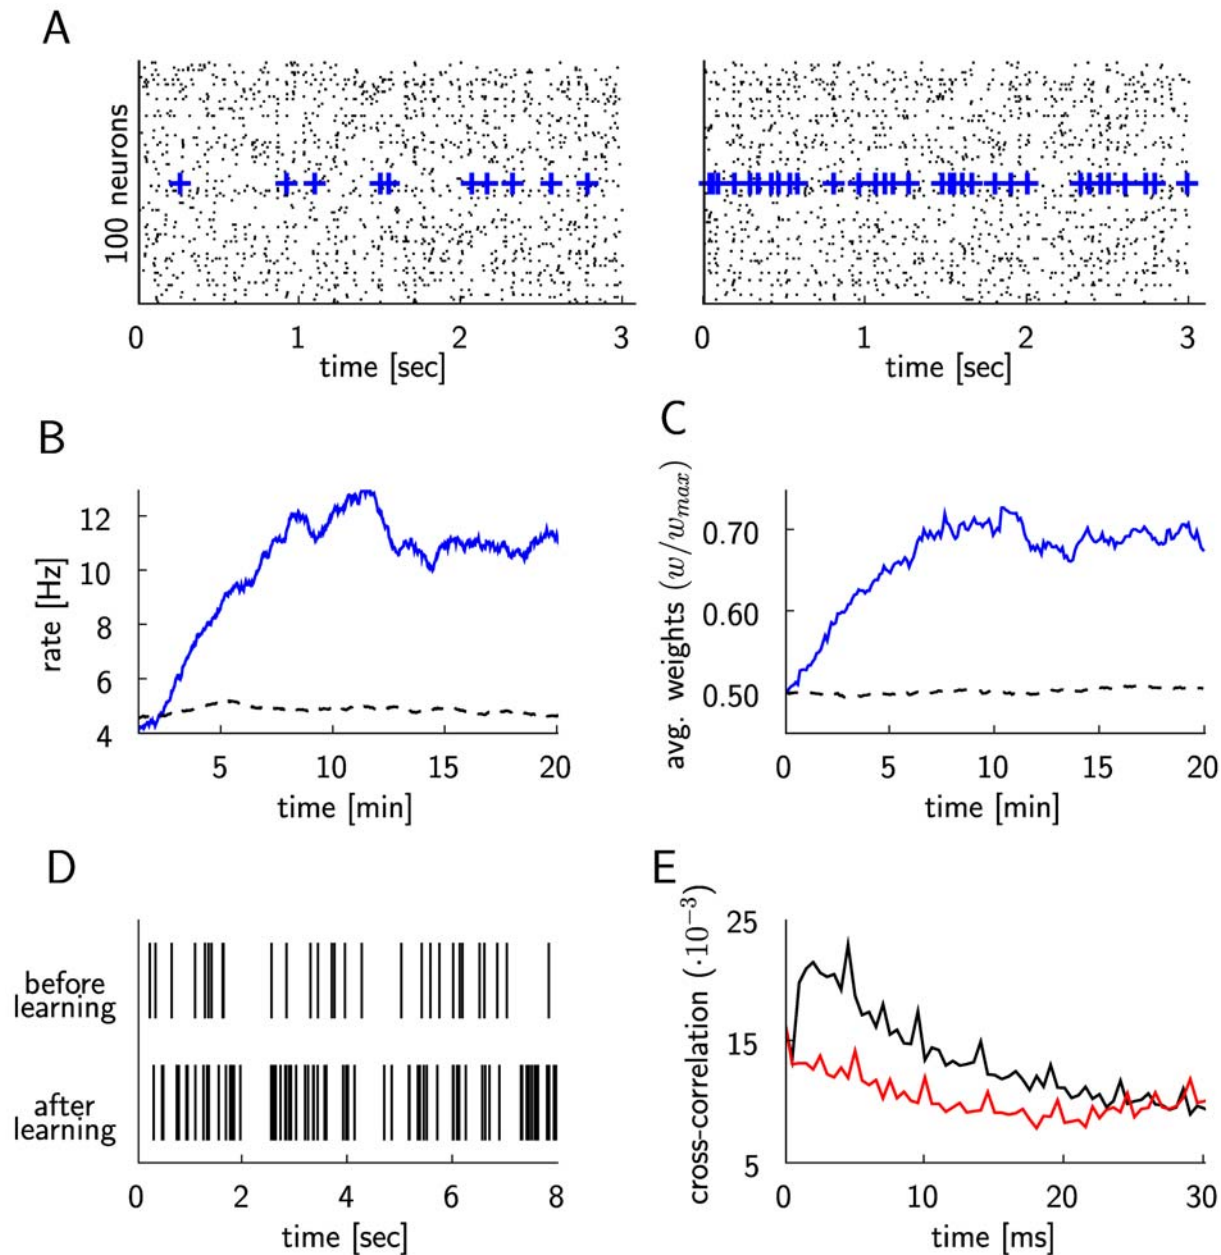 A
100 neurons
0 1 2 3
time [sec]
0 1 2 3
time [sec]
B
rate [Hz]
12
10
8
6
4
5 10 15 20
time [min]
C
avg. weights (w/w_max)
0.70
0.60
0.50
0 5 10 15 20
time [min]
D
before
learning
after
learning
0 2 4 6 8
time [sec]
E
cross-correlation (·10⁻³)
25
15
5
0 10 20 30
time [ms]